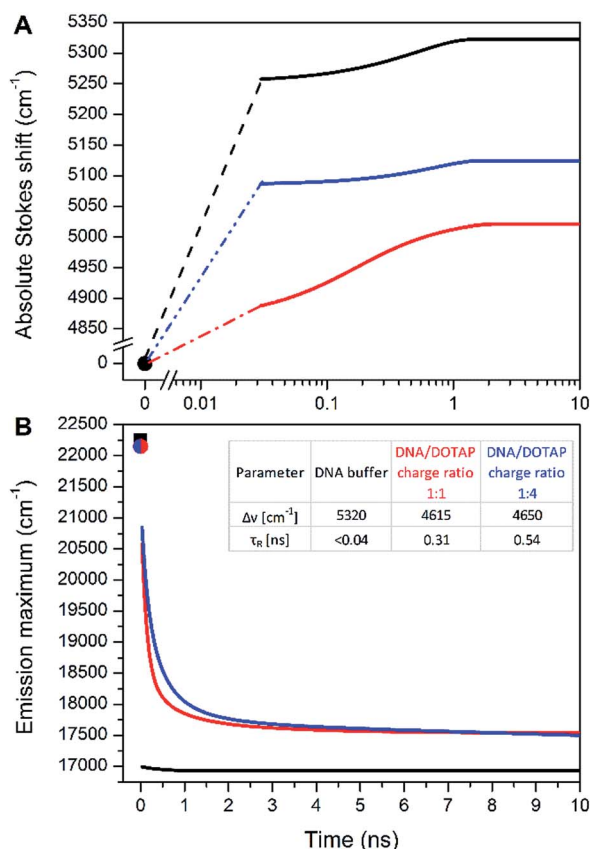 A
Absolute Stokes shift (cm⁻¹)
5350
5300
5250
5200
5150
5100
5050
5000
4950
4900
4850
0
0 0.01 0.1 1 10
B
Emission maximum (cm⁻¹)
22500
22000
21500
21000
20500
20000
19500
19000
18500
18000
17500
17000
Parameter DNA buffer DNA/DOTAP charge ratio 1:1 DNA/DOTAP charge ratio 1:4
Δν [cm⁻¹] 5320 4615 4650
τR [ns] <0.04 0.31 0.54
0 1 2 3 4 5 6 7 8 9 10
Time (ns)